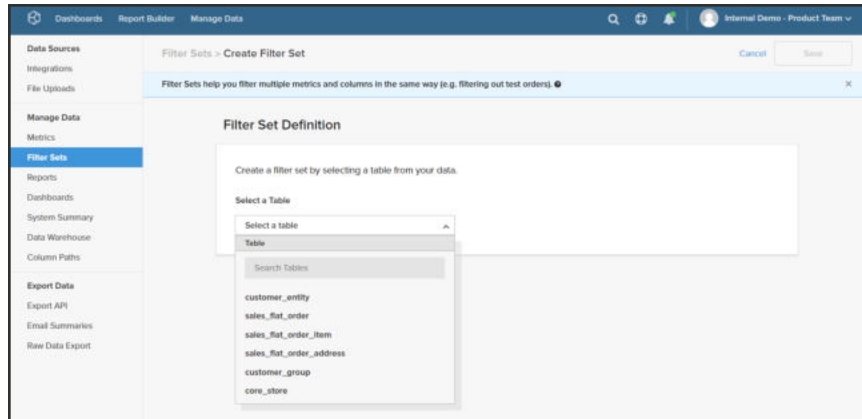 Dashboards Report Builder Manage Data Internal Demo - Product Team
Data Sources
Integrations
File Uploads
Manage Data
Metrics
Filter Sets
Reports
Dashboards
System Summary
Data Warehouse
Column Paths
Export Data
Export API
Email Summaries
Raw Data Export
Filter Sets > Create Filter Set Cancel Save
Filter Sets help you filter multiple metrics and columns in the same way (e.g. filtering out test orders).
Filter Set Definition
Create a filter set by selecting a table from your data.
Select a Table
Select a table
Table
Search Tables
customer_entity
sales_flat_order
sales_flat_order_item
sales_flat_order_address
customer_group
core_store